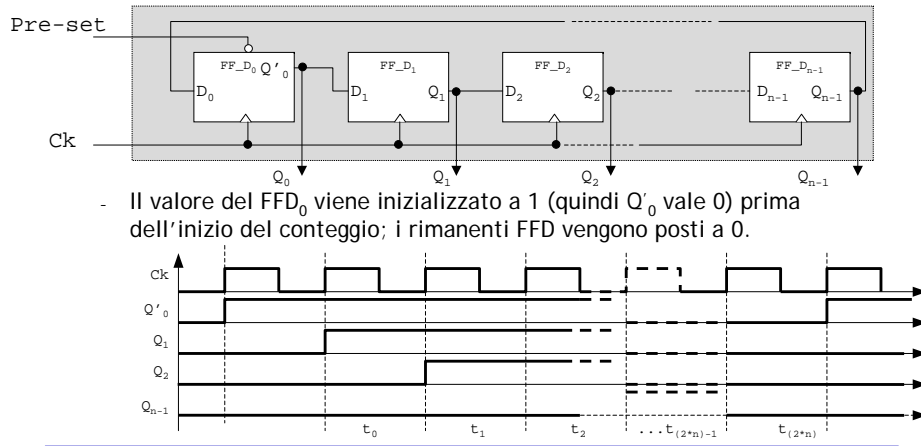 Pre-set
FF_D0 Q'0 FF_D1 FF_D2 FF_Dn-1
D0 D1 Q1 D2 Q2 Dn-1 Qn-1
Ck
Q0 Q1 Q2 Qn-1
- Il valore del FFD0 viene inizializzato a 1 (quindi Q'0 vale 0) prima
dell'inizio del conteggio; i rimanenti FFD vengono posti a 0.
Ck
Q'0
Q1
Q2
Qn-1
t0 t1 t2 ...t(2*n)-1 t(2*n)